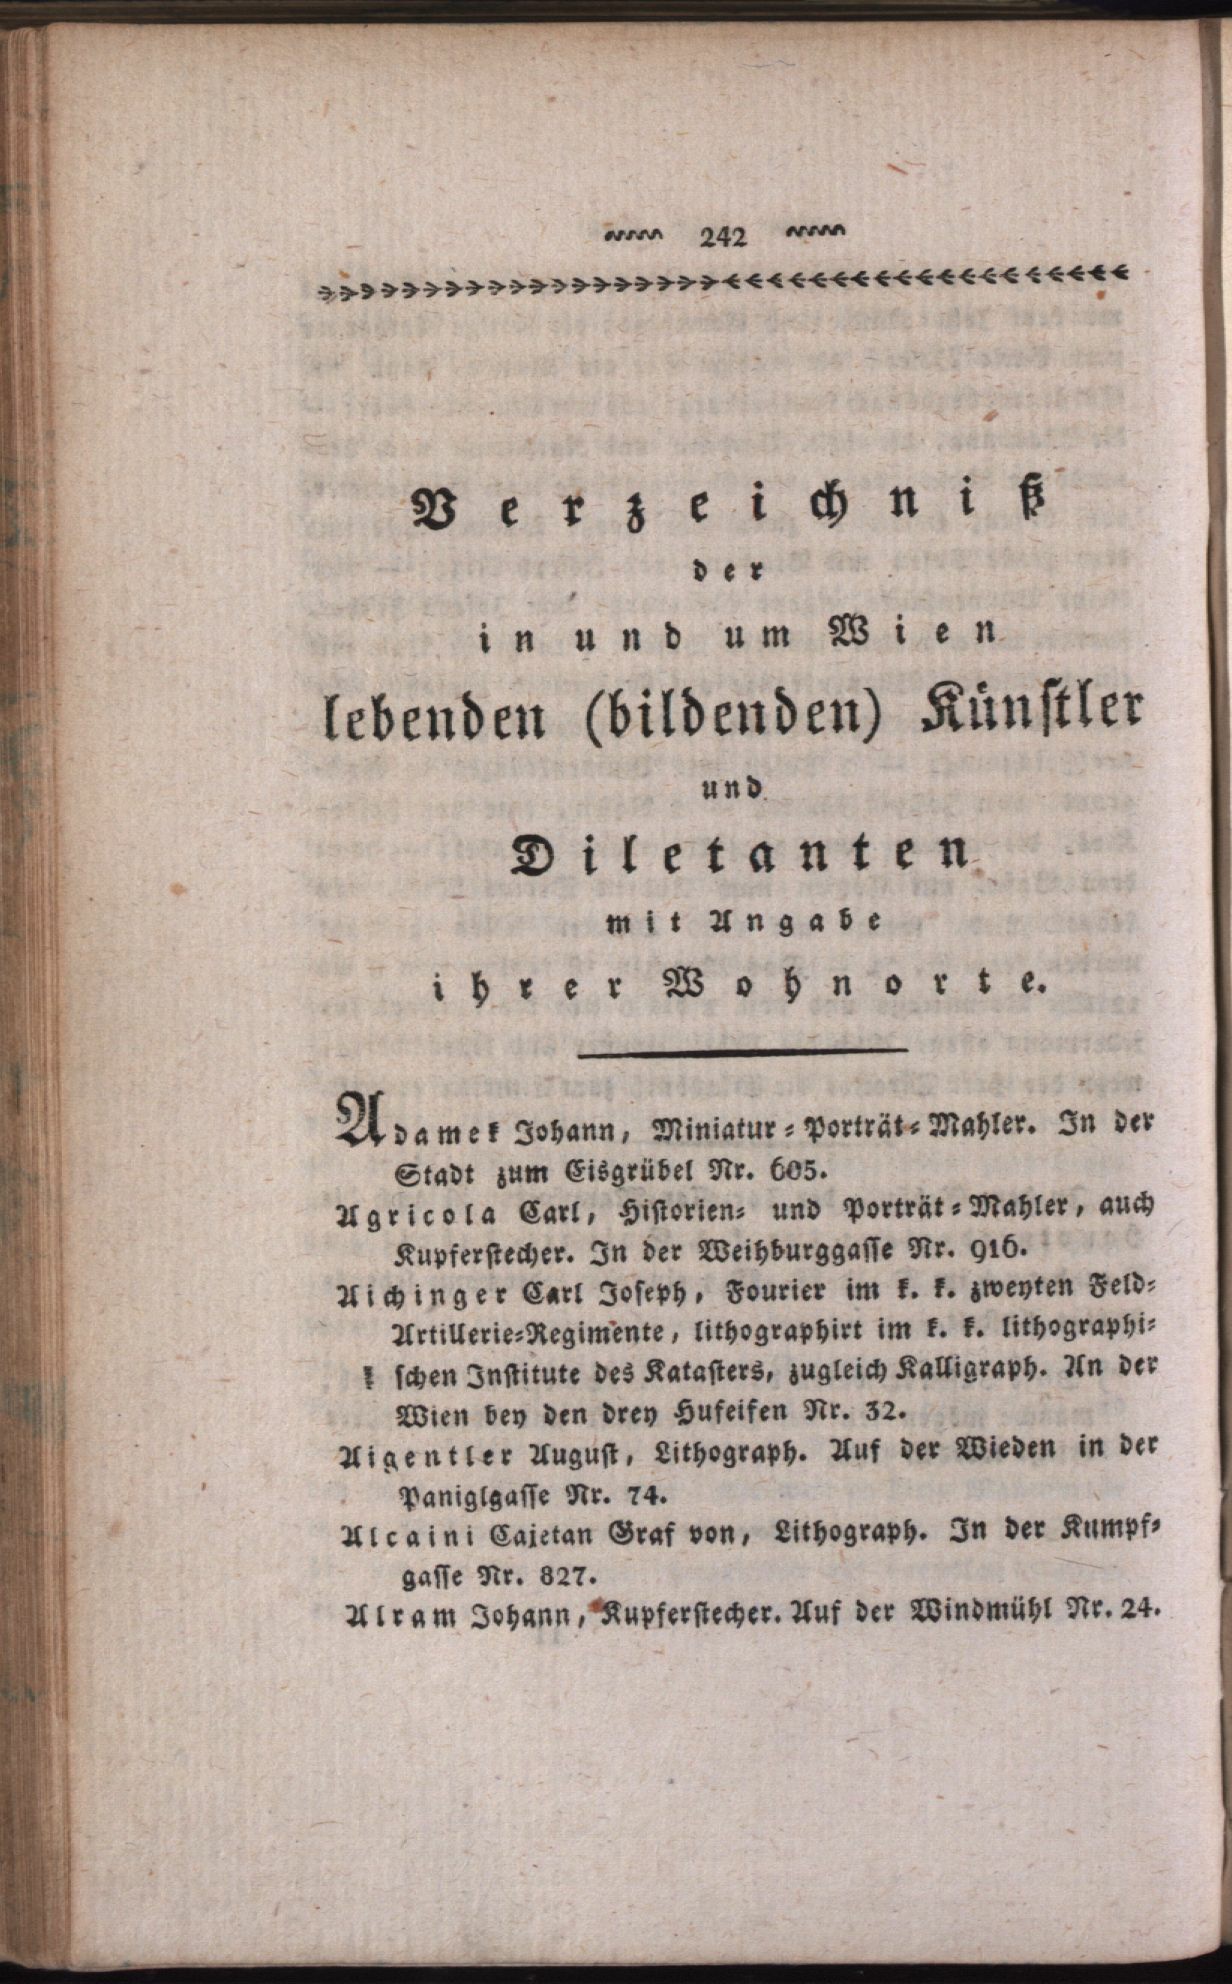 242
Verzeichniß
der
in und um Wien
lebenden (bildenden) Künstler
und
Diletanten
mit Angabe
ihrer Wohnorte.
Adamek Johann, Miniatur-Porträt-Mahler. In der
Stadt zum Eisgrübel Nr. 605.
Agricola Carl, Historien- und Porträt-Mahler, auch
Kupferstecher. In der Weihburggasse Nr. 916.
Aichinger Carl Joseph, Fourier im k. k. zweyten Feld-
Artillerie-Regimente, lithographirt im k. k. lithographi-
schen Institute des Katasters, zugleich Kalligraph. An der
Wien bey den drey Hufeisen Nr. 32.
Aigentler August, Lithograph. Auf der Wieden in der
Paniglgasse Nr. 74.
Alcaini Cajetan Graf von, Lithograph. In der Kumpf-
gasse Nr. 827.
Alram Johann, Kupferstecher. Auf der Windmühl Nr. 24.